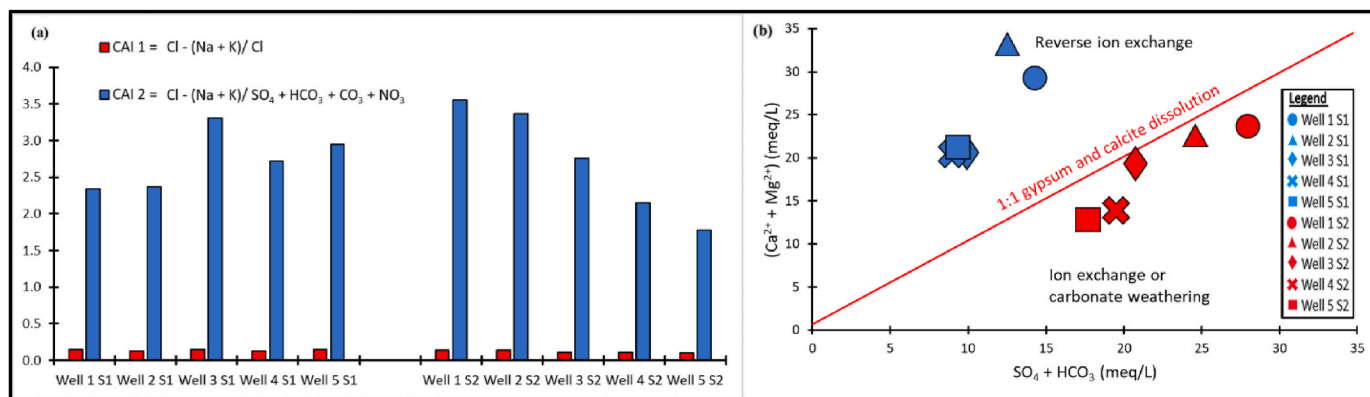 (a)
CAI 1 = Cl - (Na + K)/ Cl
CAI 2 = Cl - (Na + K)/ SO₄ + HCO₃ + CO₃ + NO₃
4.0
3.5
3.0
2.5
2.0
1.5
1.0
0.5
0.0
Well 1 S1 Well 2 S1 Well 3 S1 Well 4 S1 Well 5 S1 Well 1 S2 Well 2 S2 Well 3 S2 Well 4 S2 Well 5 S2
(b)
Reverse ion exchange
1:1 gypsum and calcite dissolution
Ion exchange or
carbonate weathering
(Ca²⁺ + Mg²⁺) (meq/L)
35
30
25
20
15
10
5
0
0 5 10 15 20 25 30 35
SO₄ + HCO₃ (meq/L)
Legend
Well 1 S1
Well 2 S1
Well 3 S1
Well 4 S1
Well 5 S1
Well 1 S2
Well 2 S2
Well 3 S2
Well 4 S2
Well 5 S2